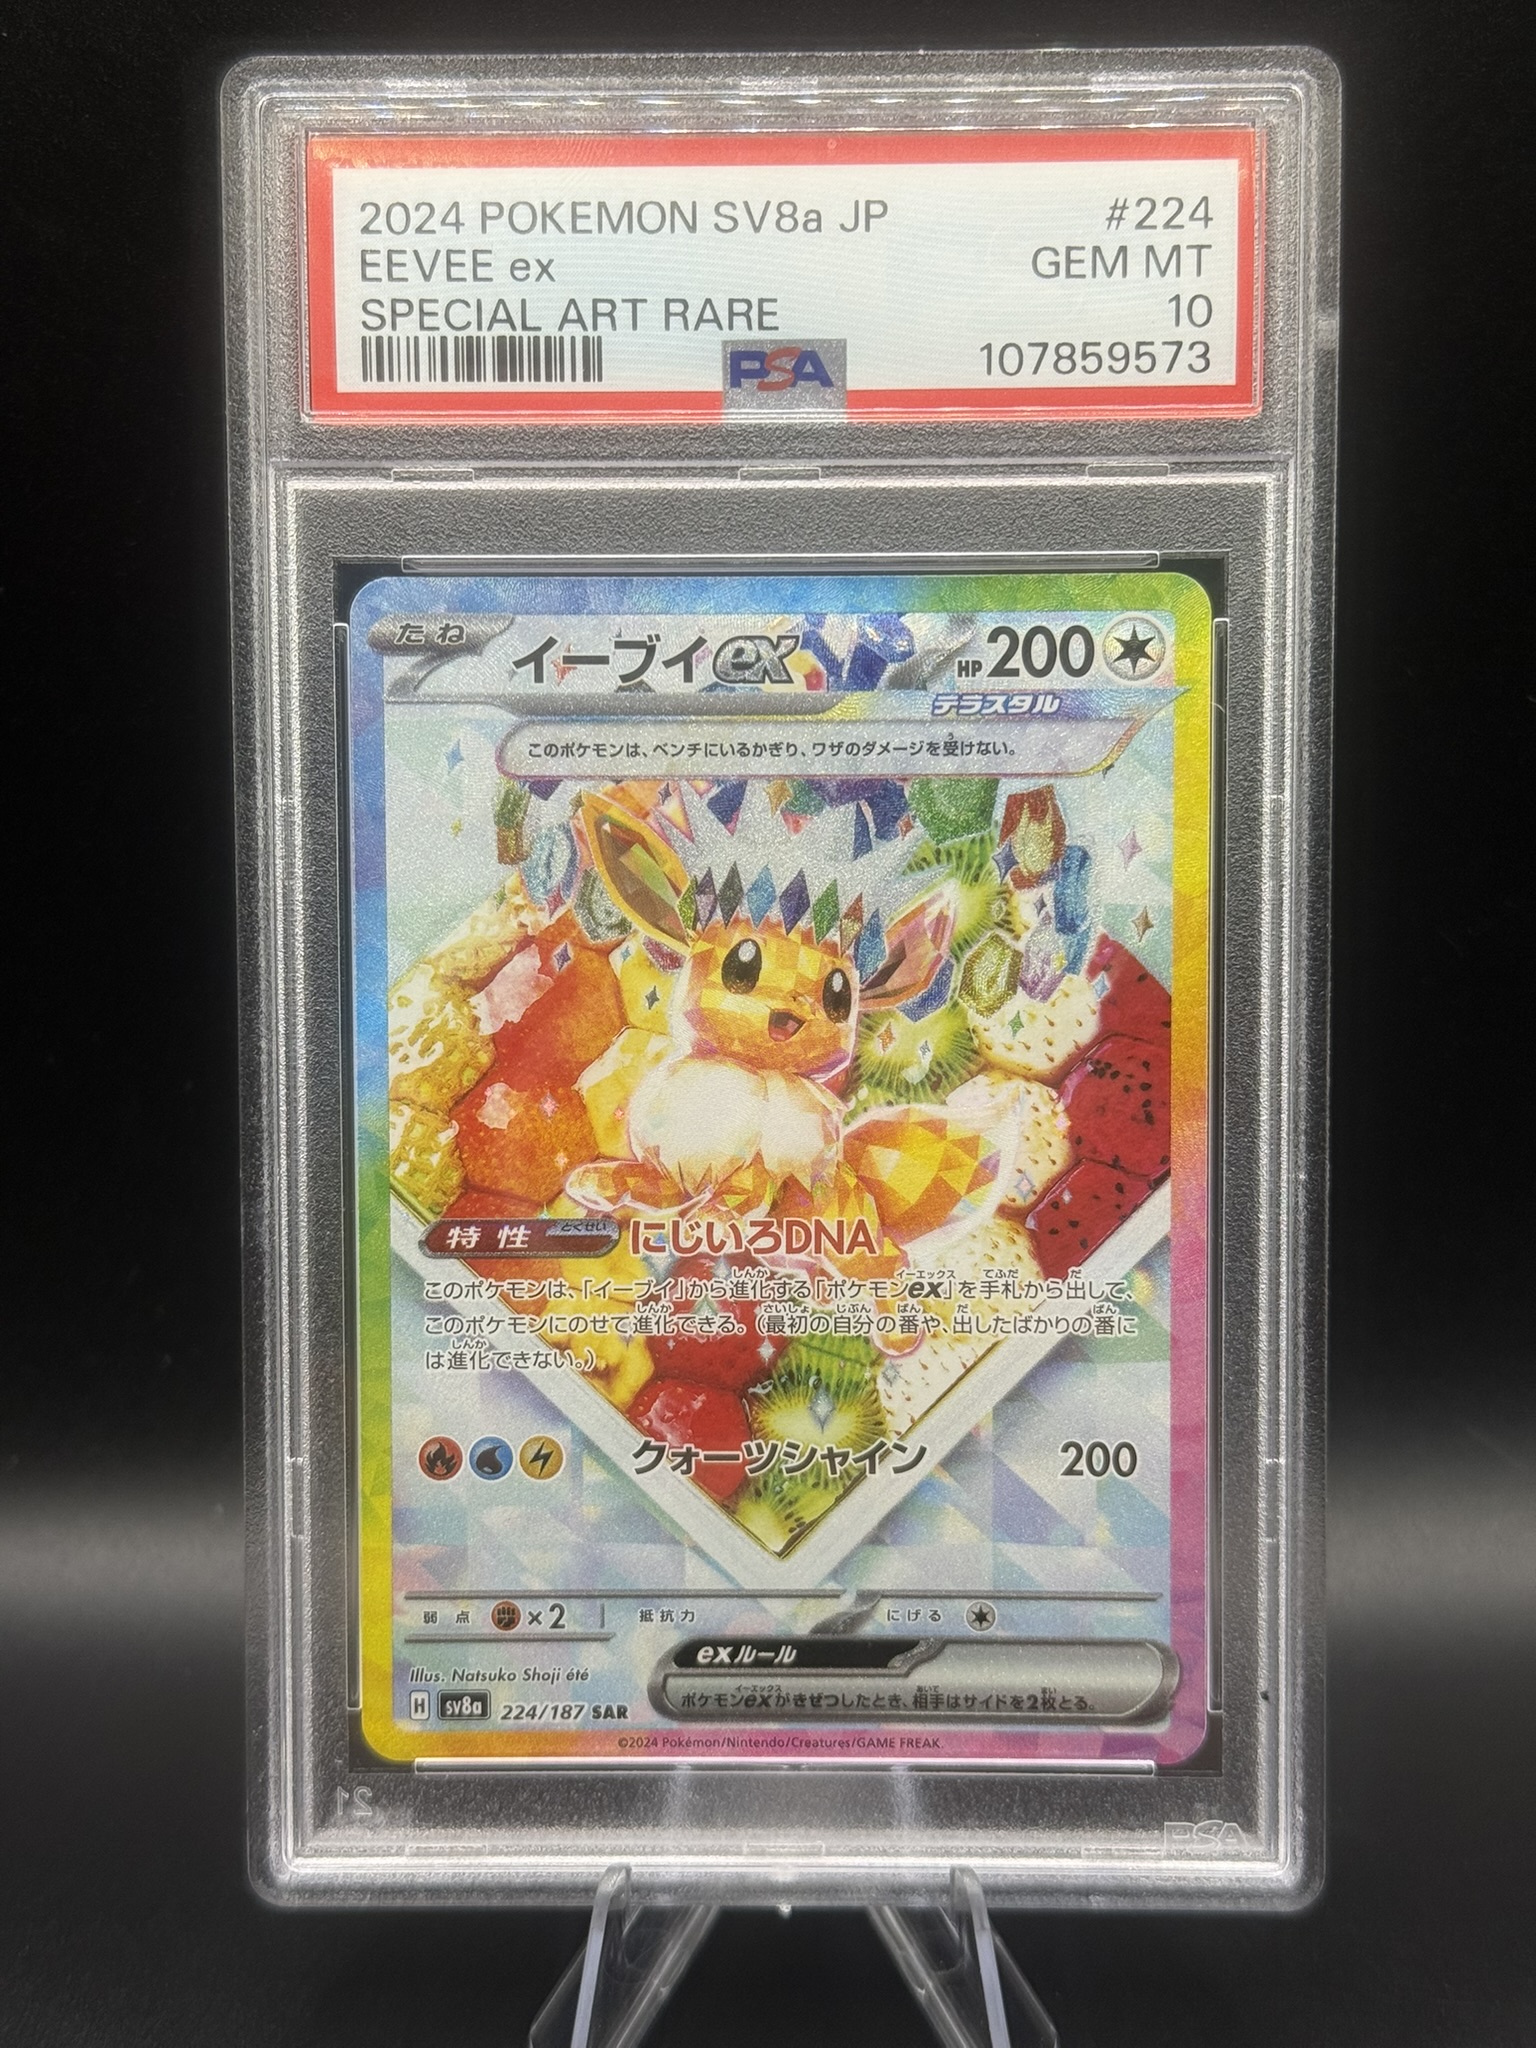 2024 POKEMON SV8a JP #224
EEVEE ex GEM MT
SPECIAL ART RARE 10
PSA 107859573
たね イーブイex HP200
テラスタル
このポケモンは、ベンチにいるかぎり、ワザのダメージを受けない。
特性 とくせい にじいろDNA
このポケモンは、「イーブイ」から進化する「ポケモンex」を手札から出して、
このポケモンにのせて進化できる。(最初の自分の番や、出したばかりの番に
は進化できない。)
クォーツシャイン 200
弱点 ×2 抵抗力 にげる
exルール
ポケモンexがきぜつしたとき、相手はサイドを2枚とる。
Illus. Natsuko Shoji été
H sv8a 224/187 SAR
©2024 Pokémon/Nintendo/Creatures/GAME FREAK.
21
PSA